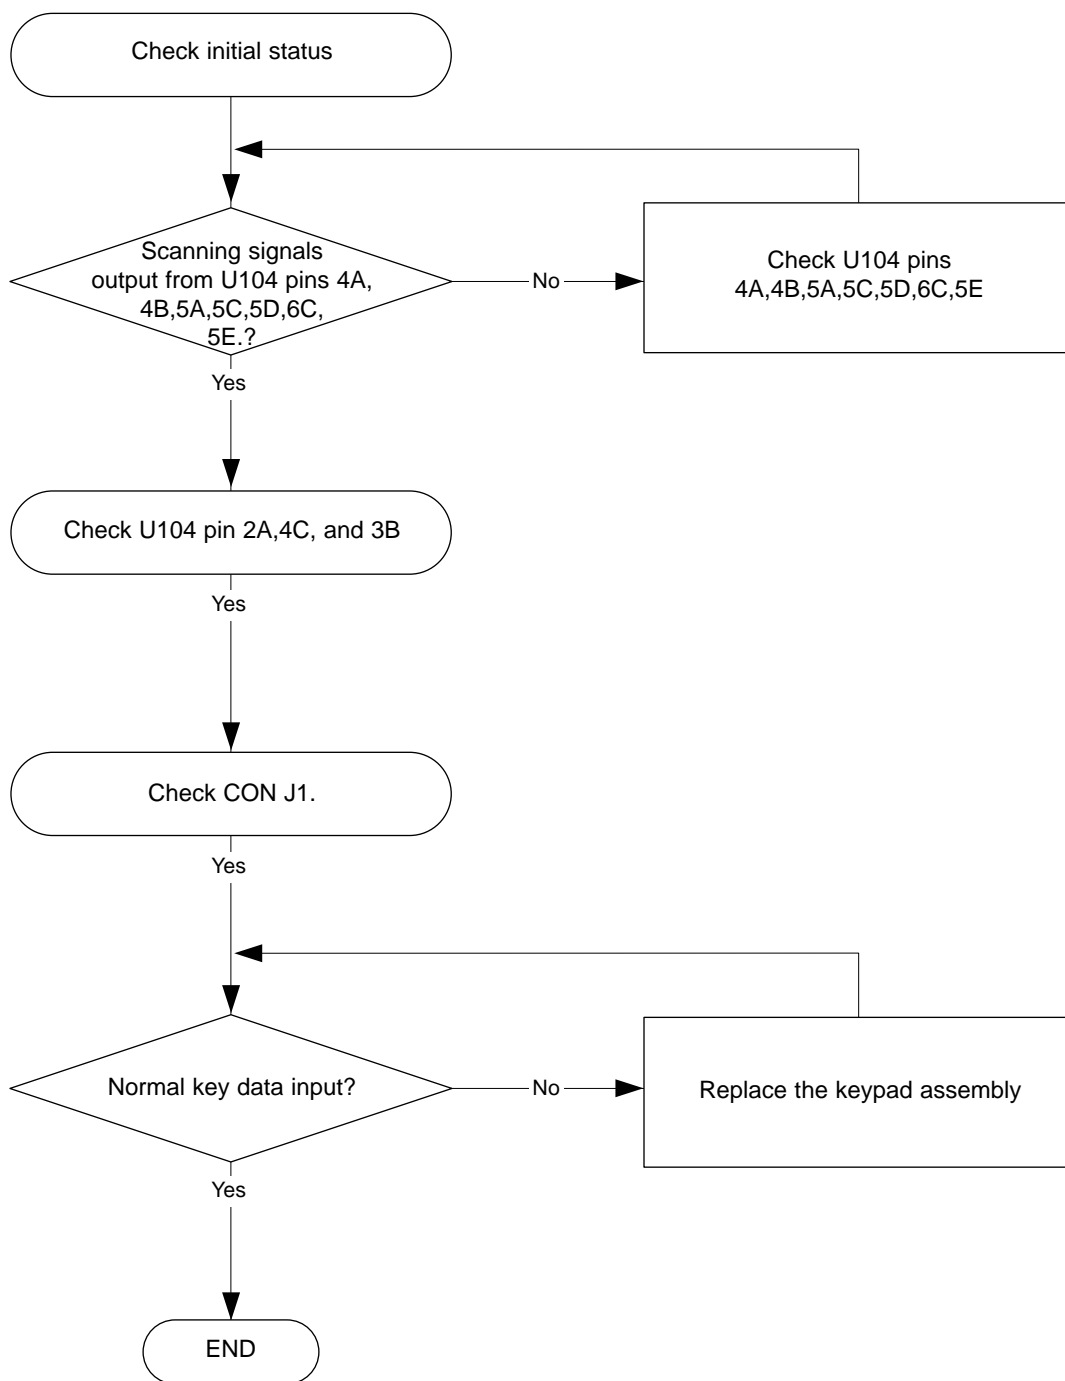 Check initial status
Scanning signals
output from U104 pins 4A,
4B,5A,5C,5D,6C,
5E.?
No
Check U104 pins
4A,4B,5A,5C,5D,6C,5E
Yes
Check U104 pin 2A,4C, and 3B
Yes
Check CON J1.
Yes
Normal key data input?
No
Replace the keypad assembly
Yes
END